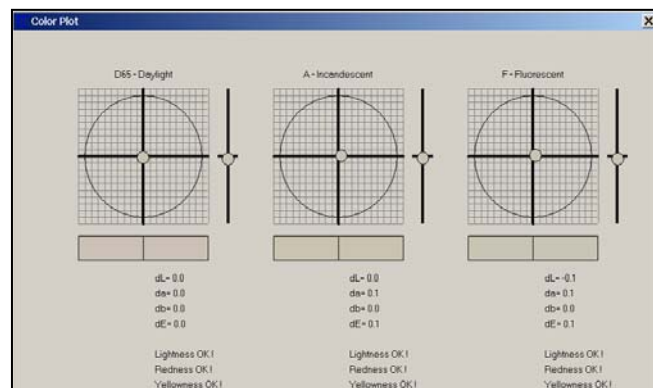 Color Plot
D65 - Daylight
A - Incandescent
F - Fluorescent
dL= 0.0
da= 0.0
db= 0.0
dE= 0.0
Lightness OK!
Redness OK!
Yellowness OK!
dL= 0.0
da= 0.1
db= 0.0
dE= 0.1
Lightness OK!
Redness OK!
Yellowness OK!
dL= -0.1
da= 0.1
db= 0.0
dE= 0.1
Lightness OK!
Redness OK!
Yellowness OK!